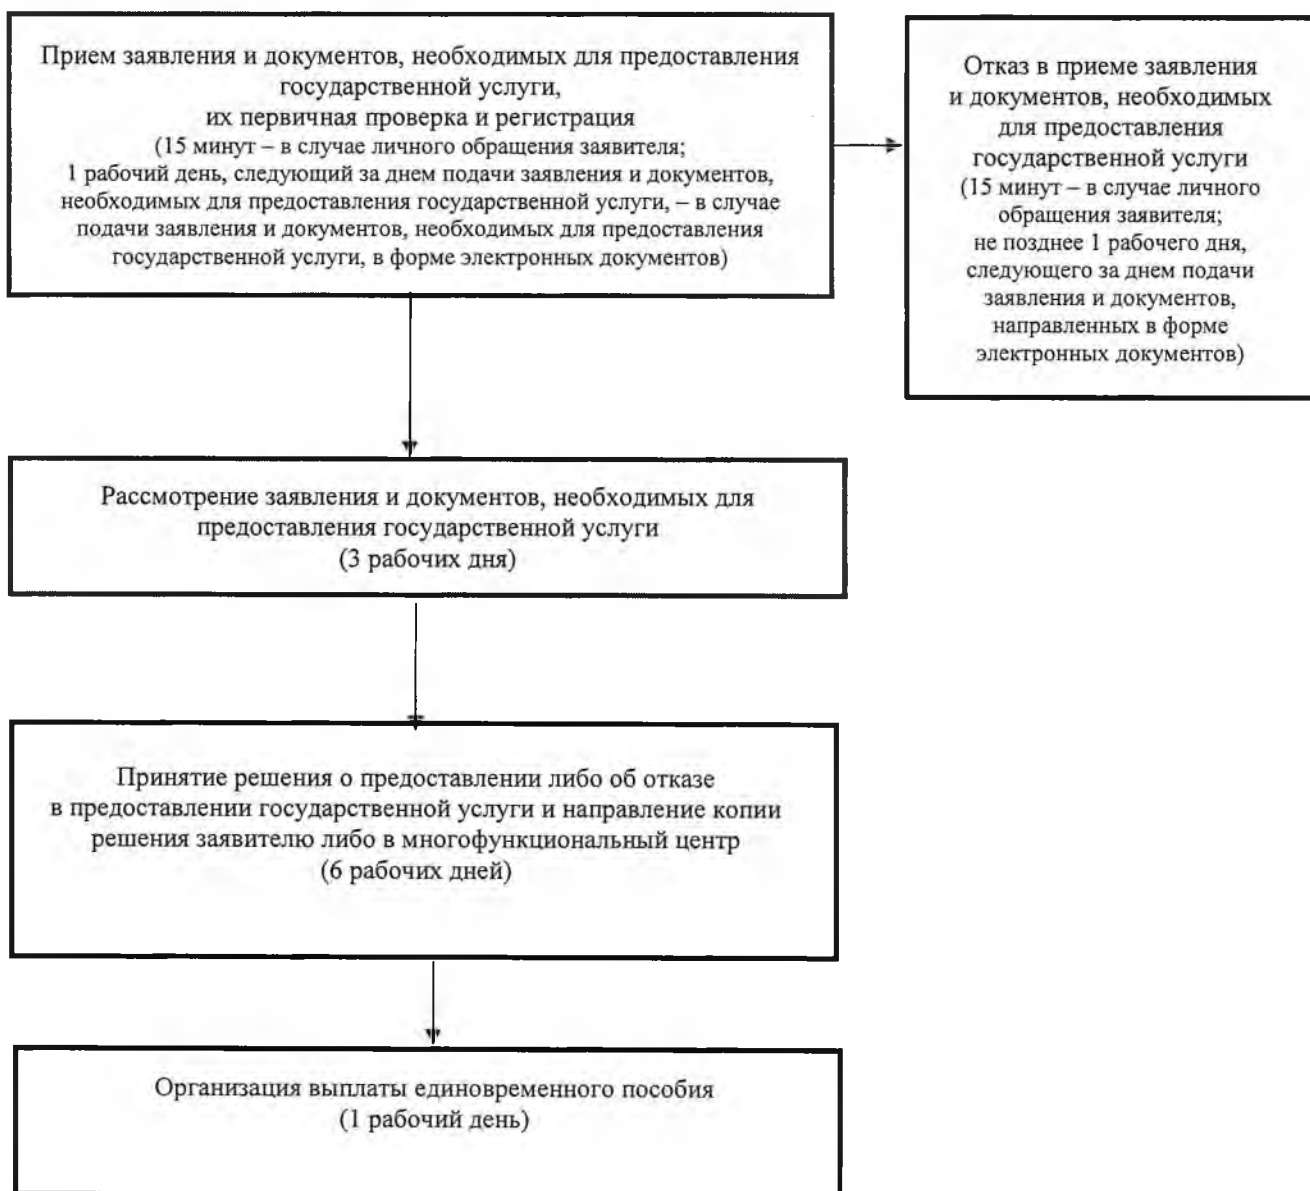 Прием заявления и документов, необходимых для предоставления
государственной услуги,
их первичная проверка и регистрация
(15 минут – в случае личного обращения заявителя;
1 рабочий день, следующий за днем подачи заявления и документов,
необходимых для предоставления государственной услуги, – в случае
подачи заявления и документов, необходимых для предоставления
государственной услуги, в форме электронных документов)
Отказ в приеме заявления
и документов, необходимых
для предоставления
государственной услуги
(15 минут – в случае личного
обращения заявителя;
не позднее 1 рабочего дня,
следующего за днем подачи
заявления и документов,
направленных в форме
электронных документов)
Рассмотрение заявления и документов, необходимых для
предоставления государственной услуги
(3 рабочих дня)
Принятие решения о предоставлении либо об отказе
в предоставлении государственной услуги и направление копии
решения заявителю либо в многофункциональный центр
(6 рабочих дней)
Организация выплаты единовременного пособия
(1 рабочий день)